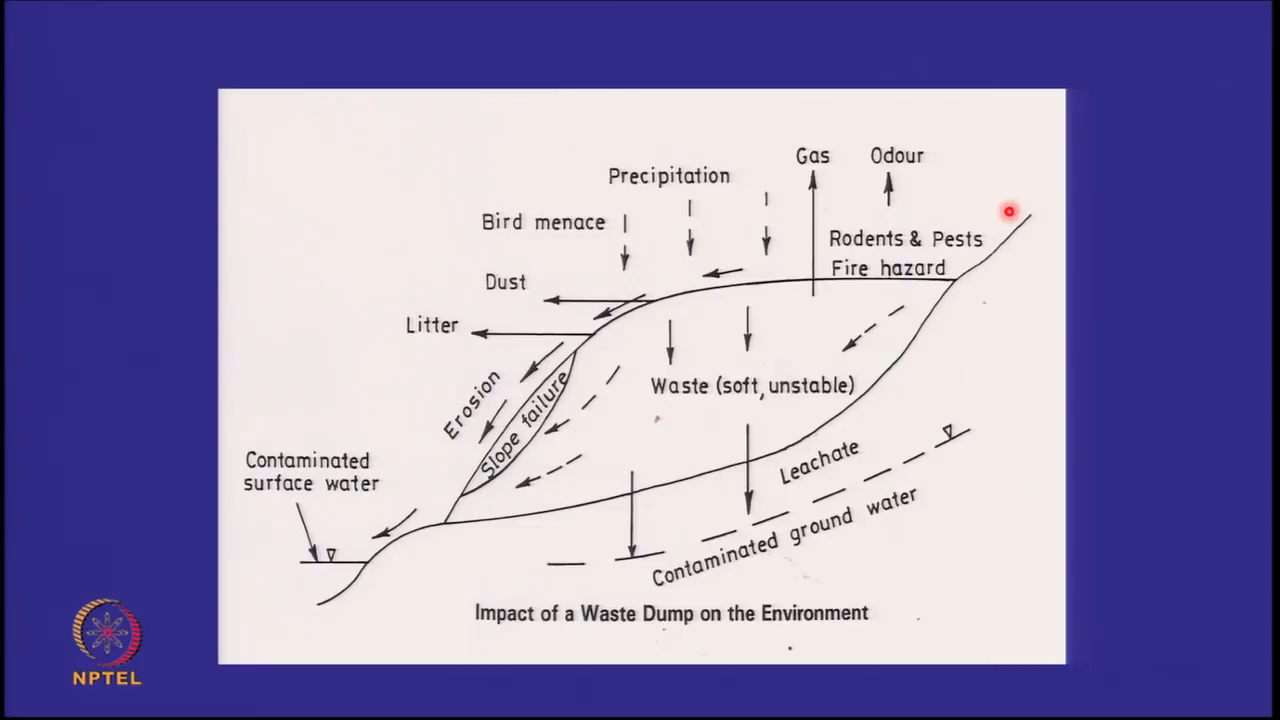 Gas
Odour
Precipitation
Bird menace
Rodents & Pests
Fire hazard
Dust
Litter
Waste (soft, unstable)
Erosion
Slope failure
Contaminated
surface water
Leachate
Contaminated ground water
Impact of a Waste Dump on the Environment
NPTEL